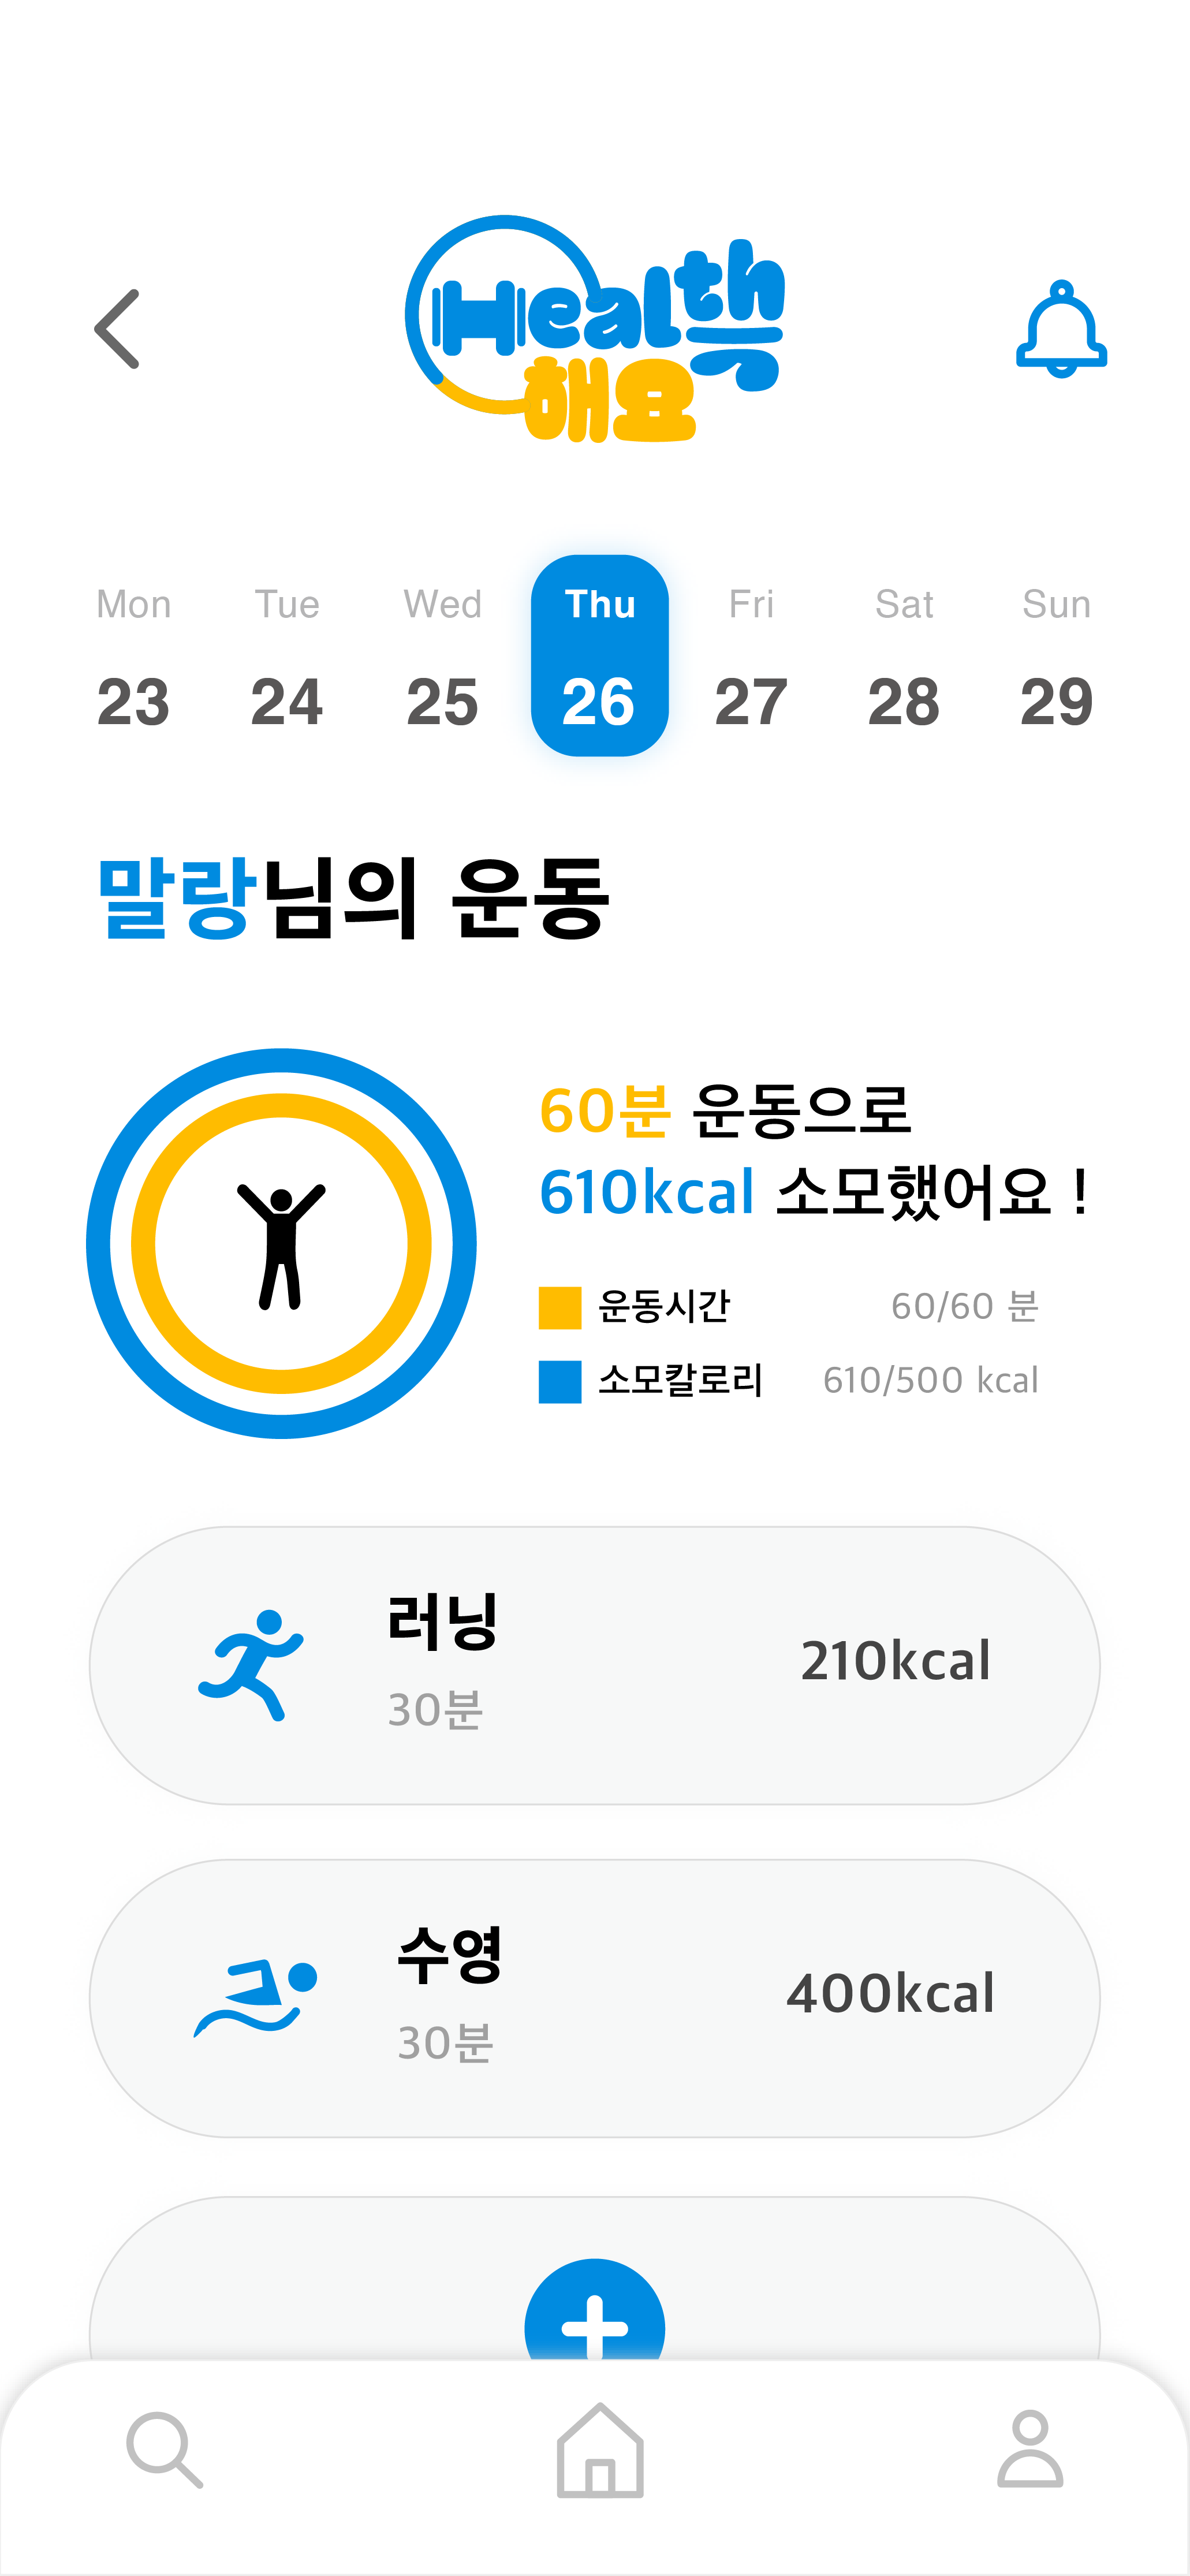 Health
해요
Mon Tue Wed Thu Fri Sat Sun
23 24 25 26 27 28 29
말랑님의 운동
60분 운동으로
610kcal 소모했어요 !
운동시간 60/60 분
소모칼로리 610/500 kcal
러닝
30분
210kcal
수영
30분
400kcal